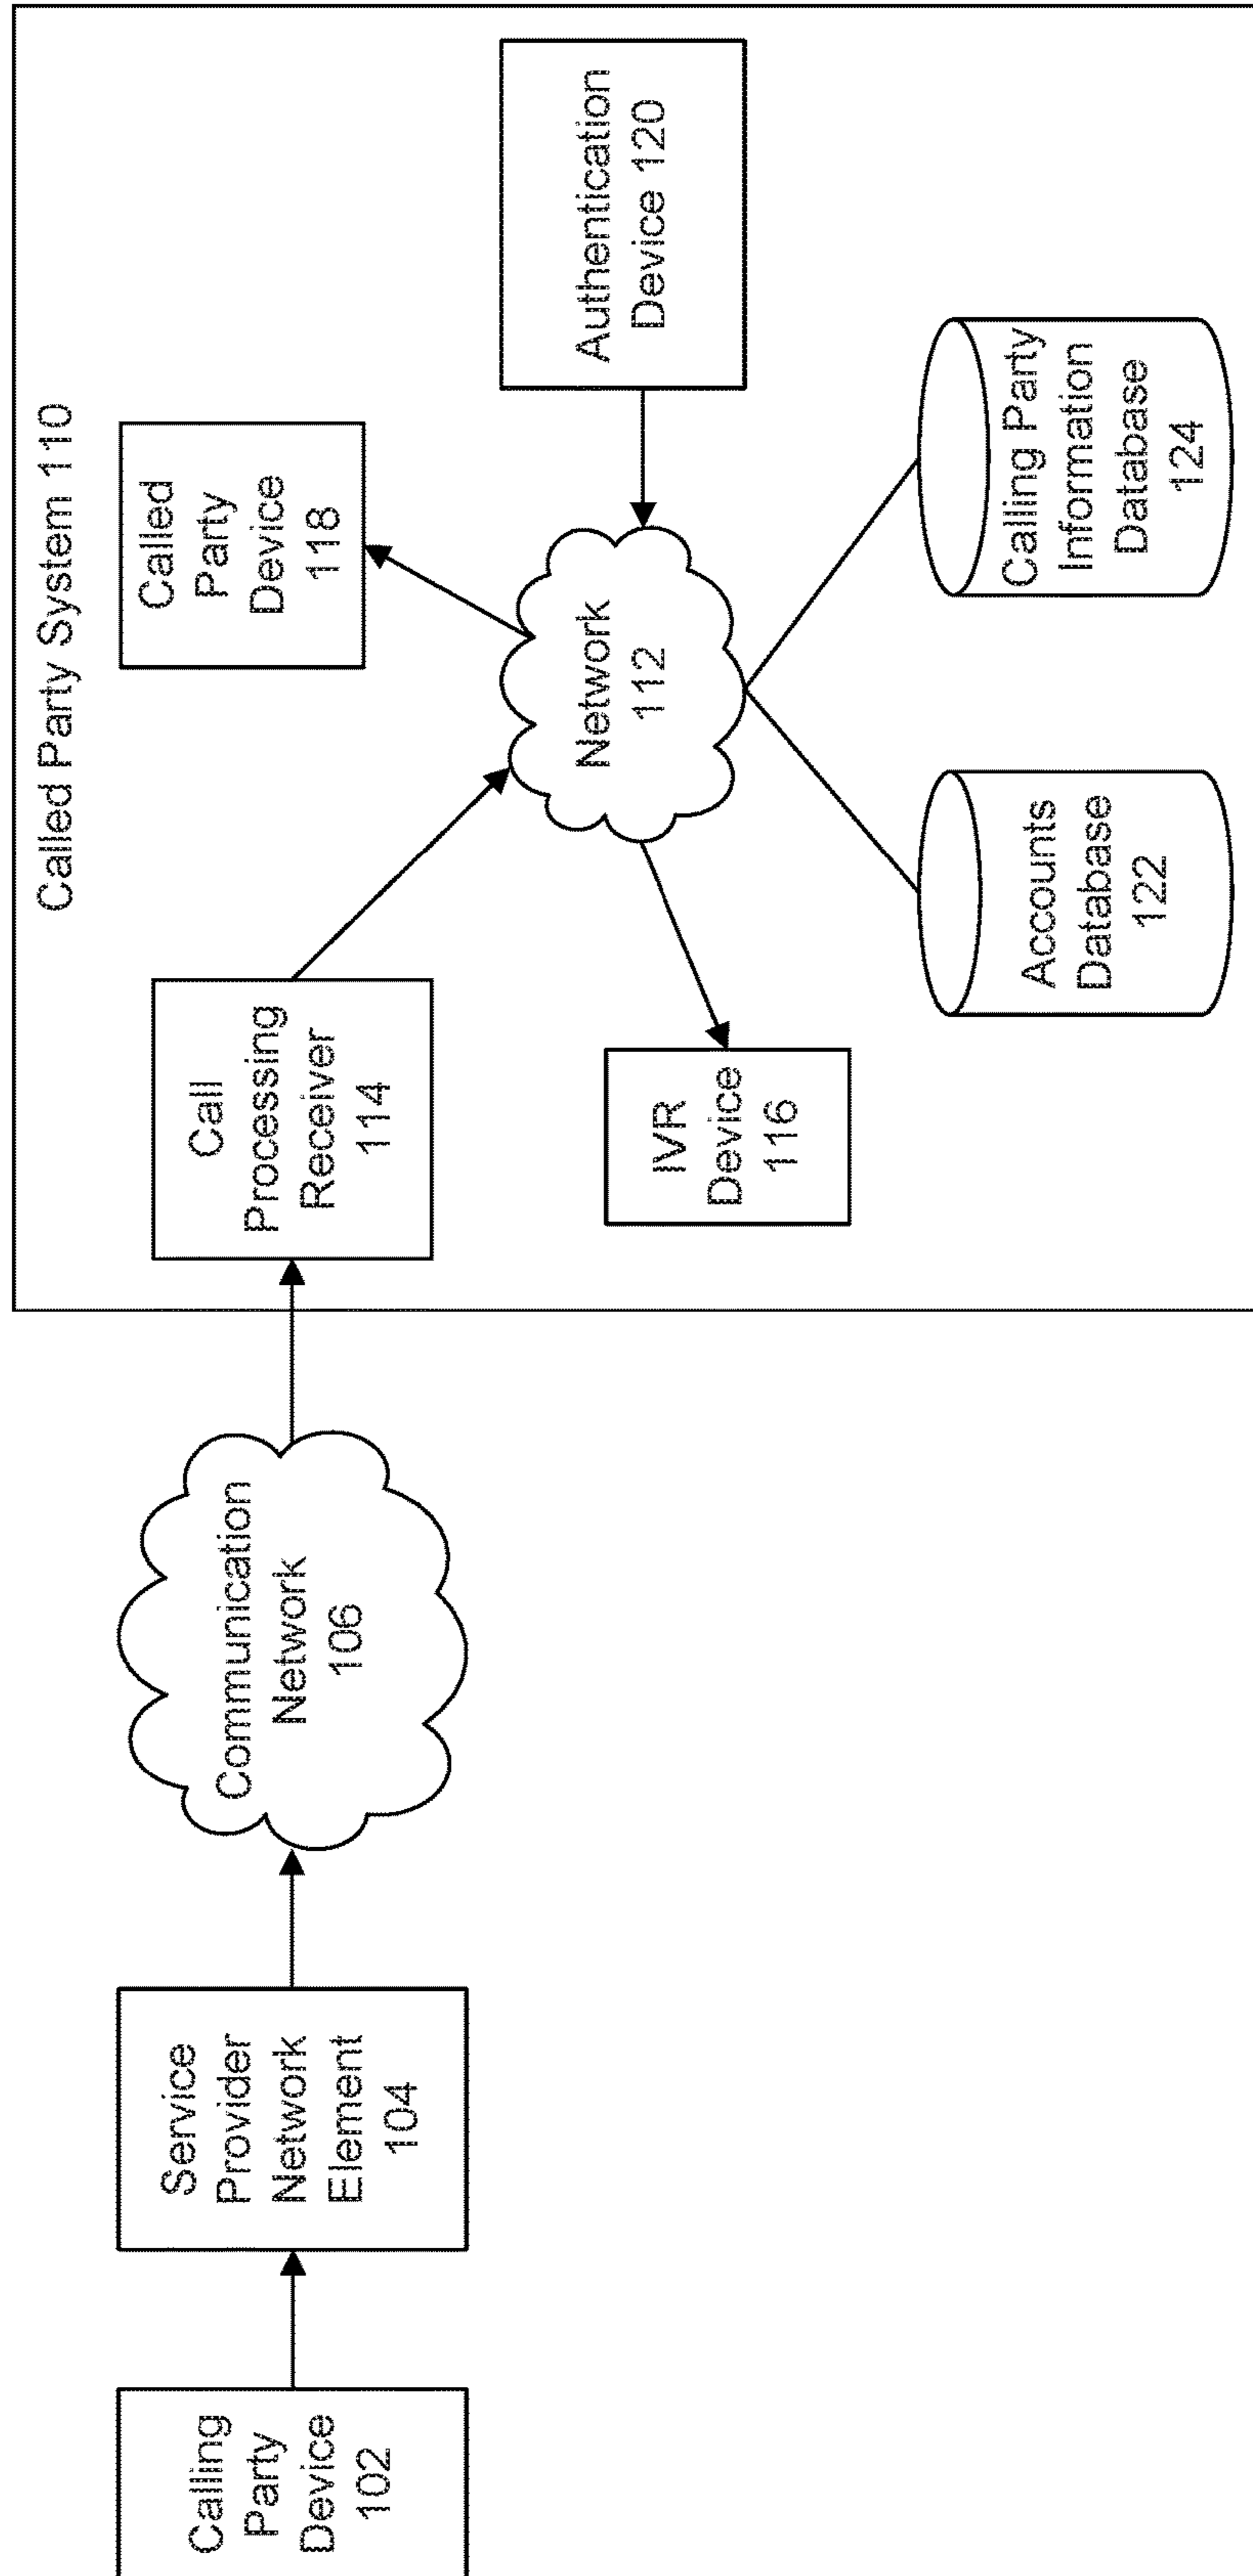 Called Party System 110
Calling
Party
Device
102
Service
Provider
Network
Element
104
Communication
Network
106
Call
Processing
Receiver
114
Called
Party
Device
118
IVR
Device
116
Network
112
Authentication
Device 120
Accounts
Database
122
Calling Party
Information
Database
124